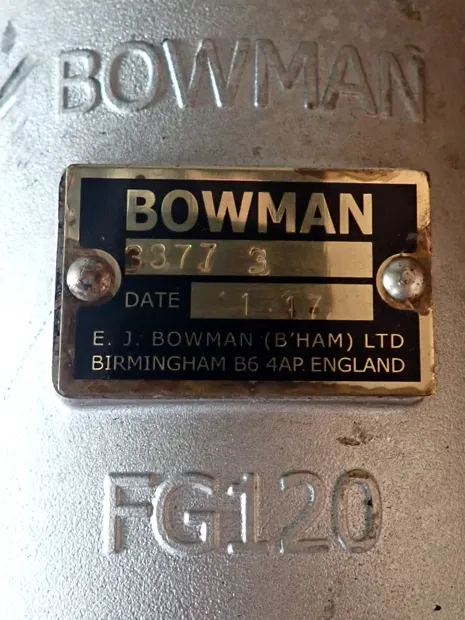 BOWMAN
BOWMAN
3377 3
DATE 1.17
E. J. BOWMAN (B'HAM) LTD
BIRMINGHAM B6 4AP. ENGLAND
FG120